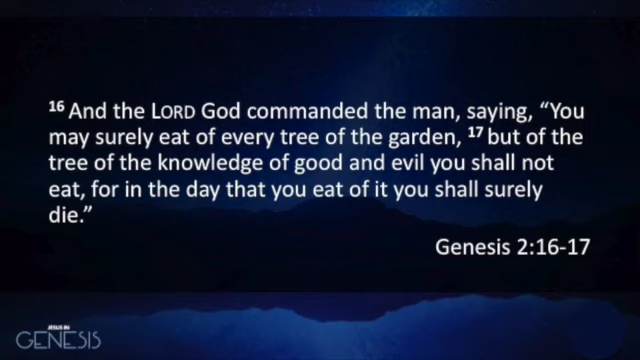 16 And the LORD God commanded the man, saying, “You
may surely eat of every tree of the garden, 17 but of the
tree of the knowledge of good and evil you shall not
eat, for in the day that you eat of it you shall surely
die.”
Genesis 2:16-17
JESUS IN
GENESIS